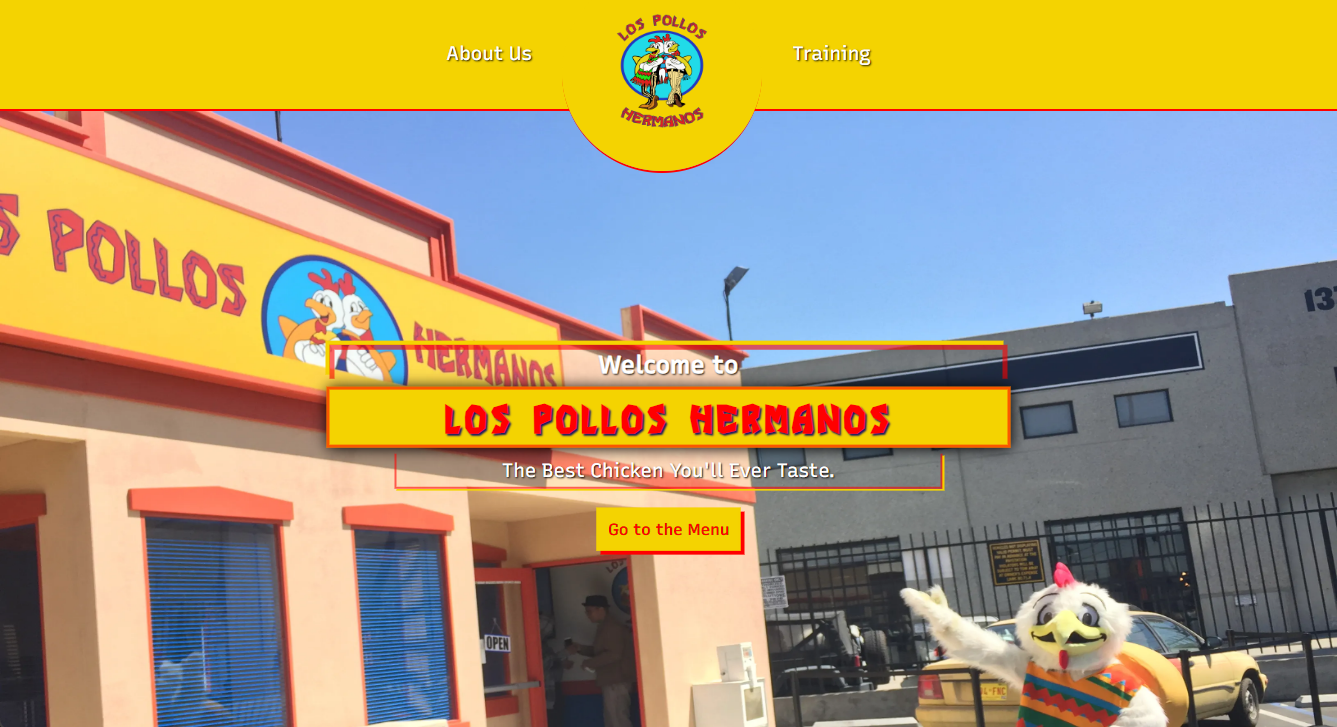 About Us
LOS POLLOS
HERMANOS
Training
POLLOS
HERMANOS
137
Welcome to
LOS POLLOS HERMANOS
The Best Chicken You'll Ever Taste.
Go to the Menu
OPEN
LOS